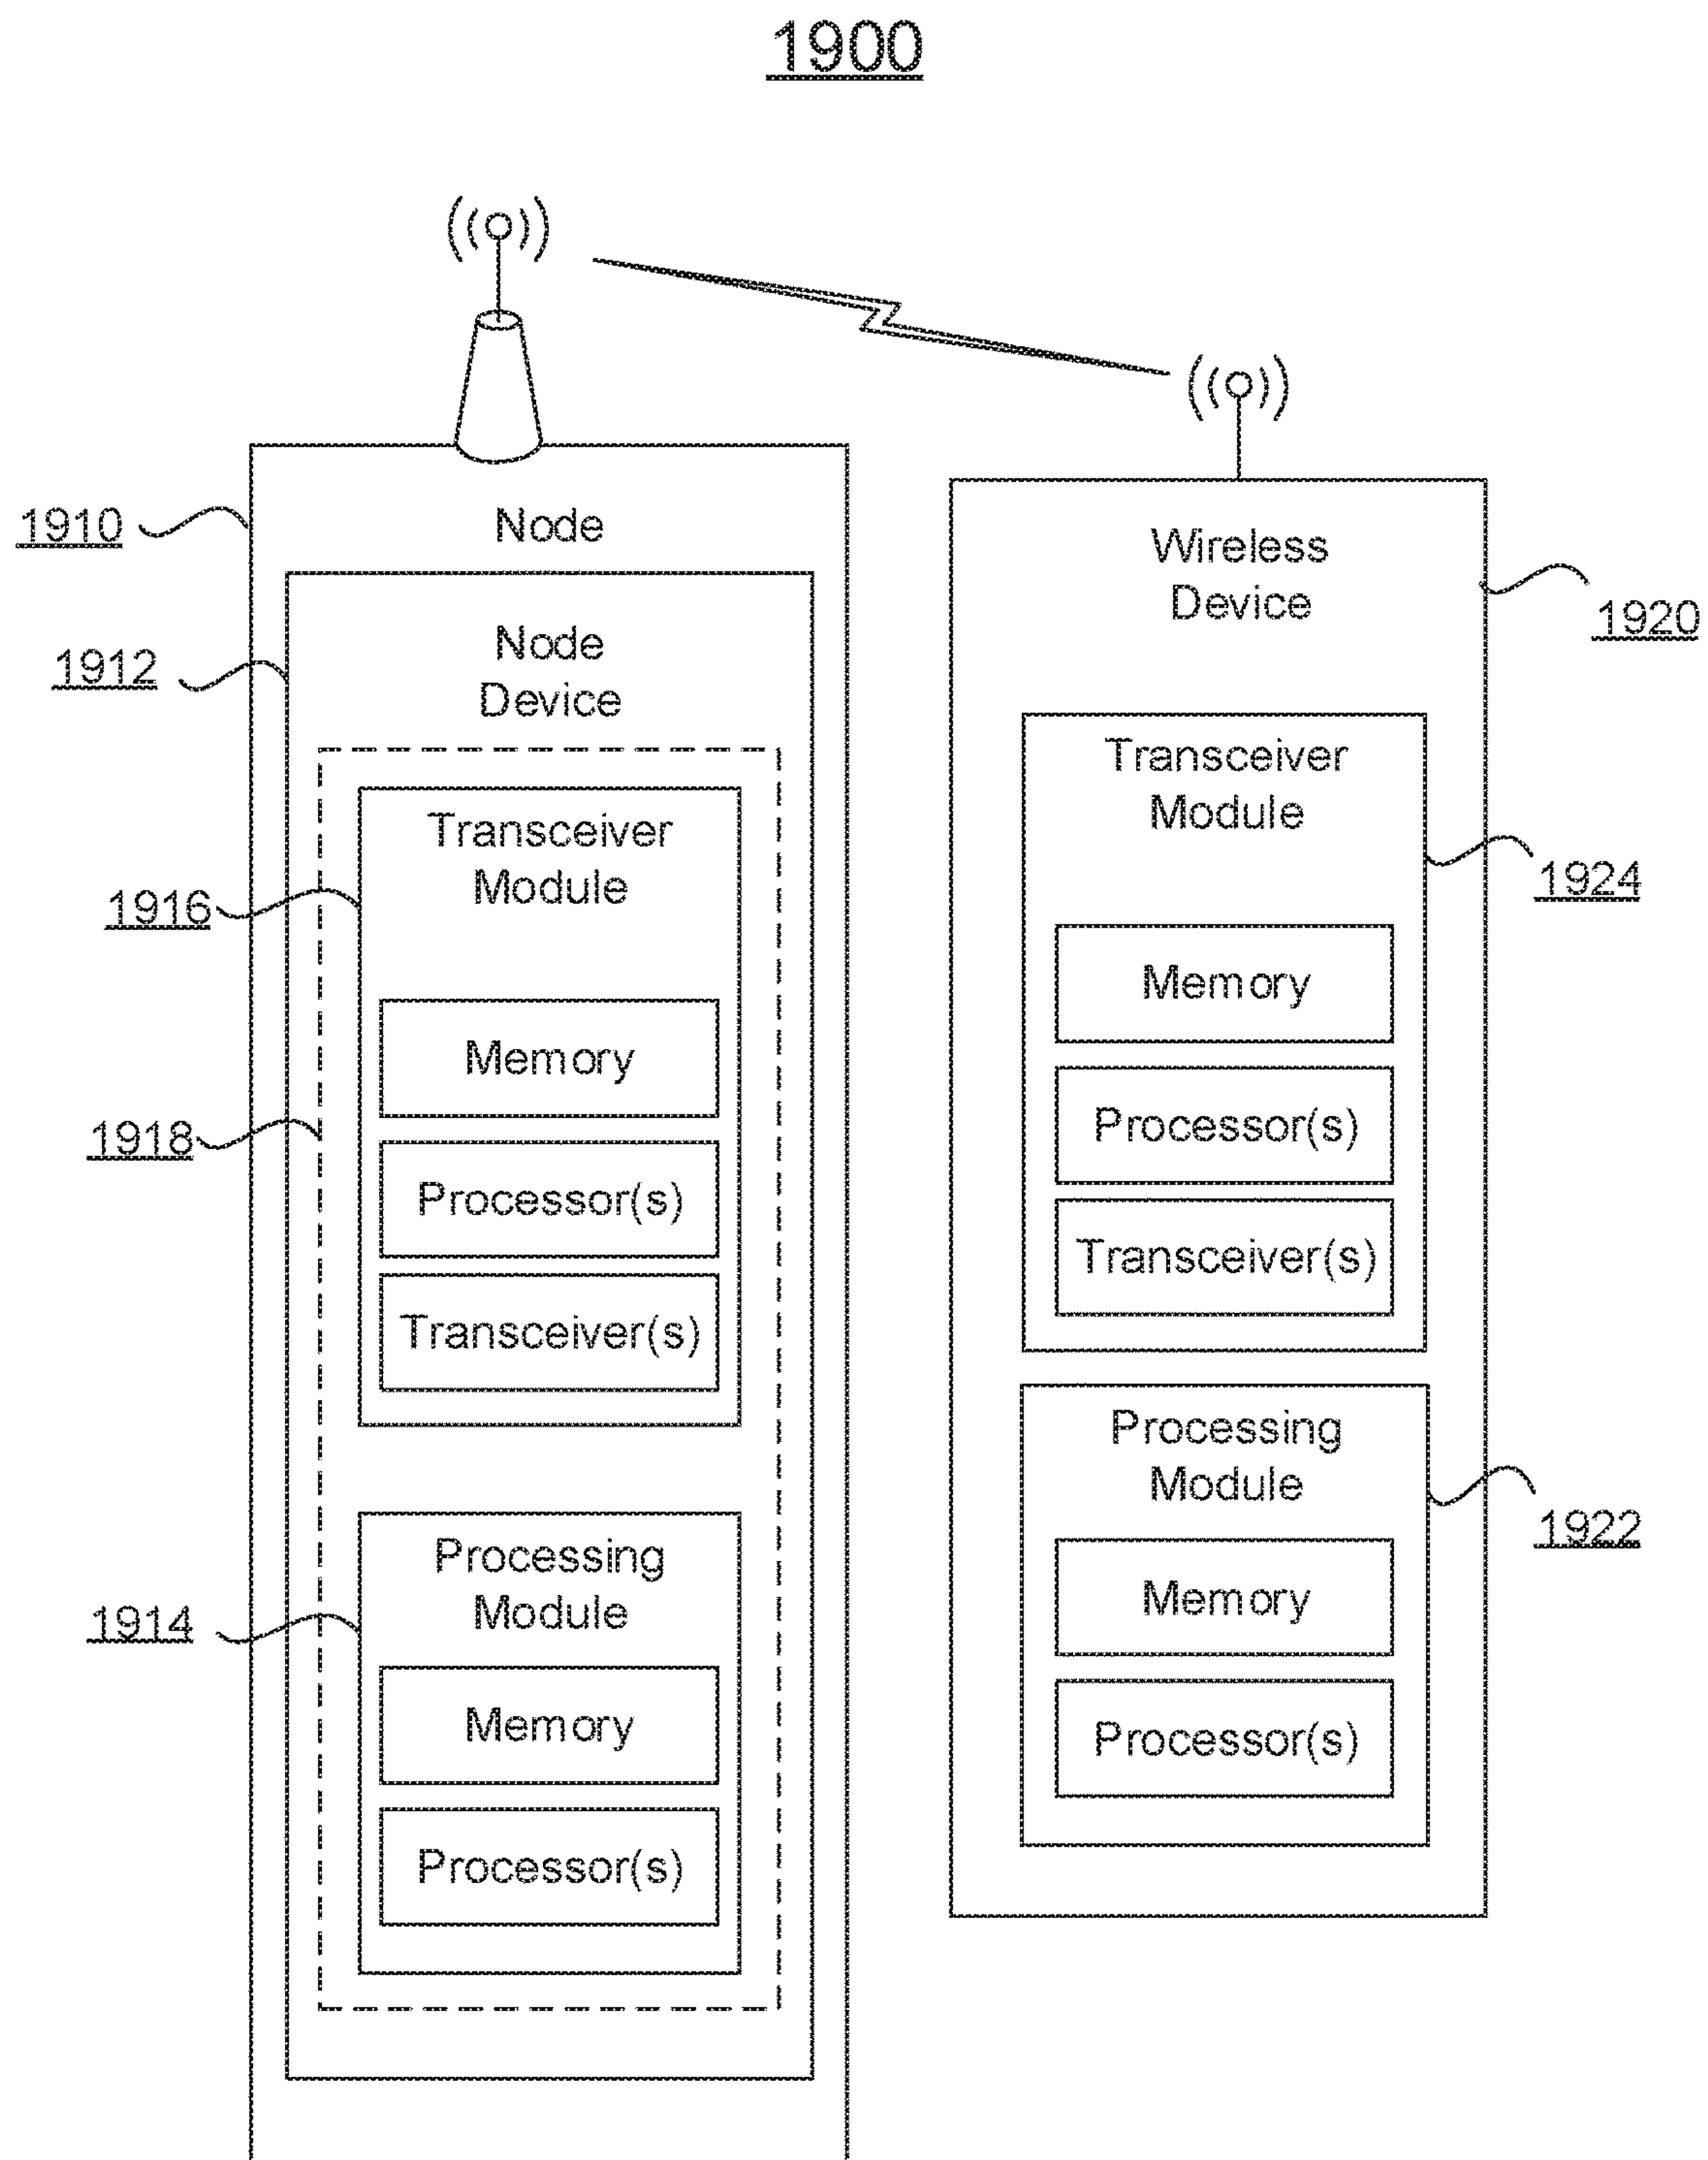 1900
1910
Node
1912
Node
Device
1916
Transceiver
Module
Memory
1918
Processor(s)
Transceiver(s)
1914
Processing
Module
Memory
Processor(s)
Wireless
Device
1920
Transceiver
Module
1924
Memory
Processor(s)
Transceiver(s)
Processing
Module
1922
Memory
Processor(s)